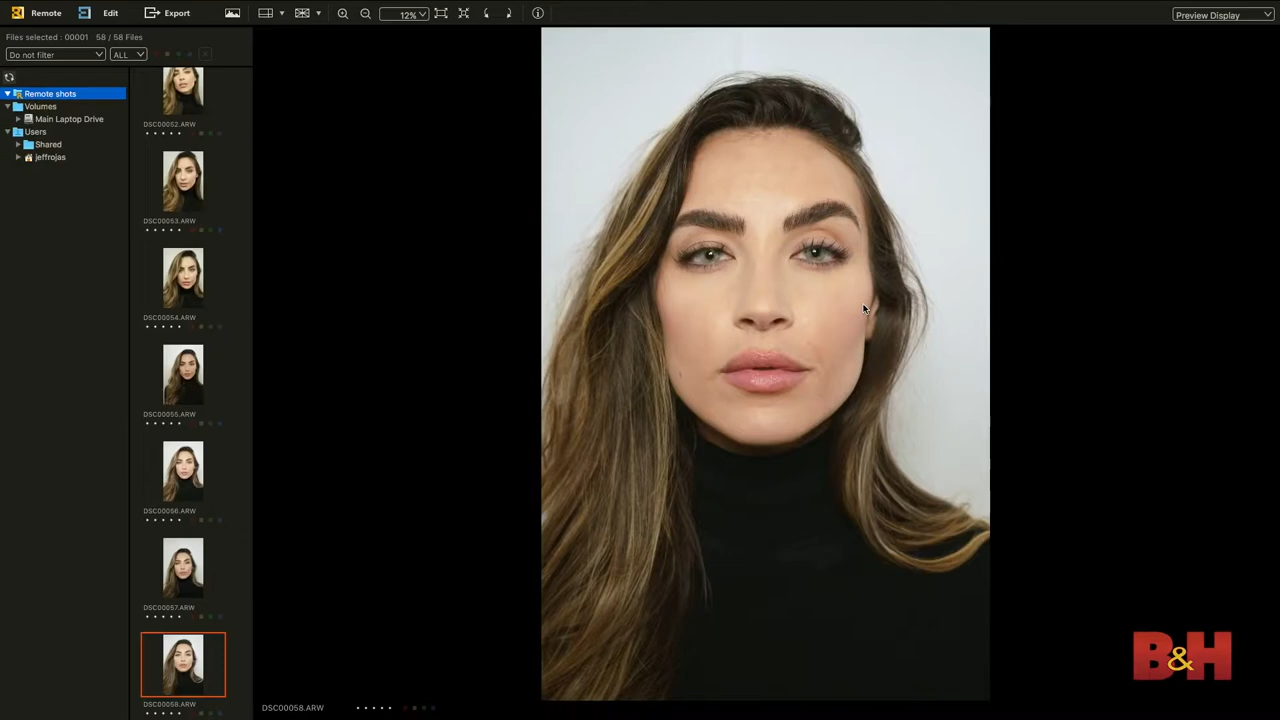 Remote Edit Export 12% Preview Display
Files selected : 00001 58 / 58 Files
Do not filter ALL
Remote shots
Volumes
Main Laptop Drive
Users
Shared
jeffrojas
DSC00052.ARW
DSC00053.ARW
DSC00054.ARW
DSC00055.ARW
DSC00056.ARW
DSC00057.ARW
DSC00058.ARW
DSC00058.ARW
B&H